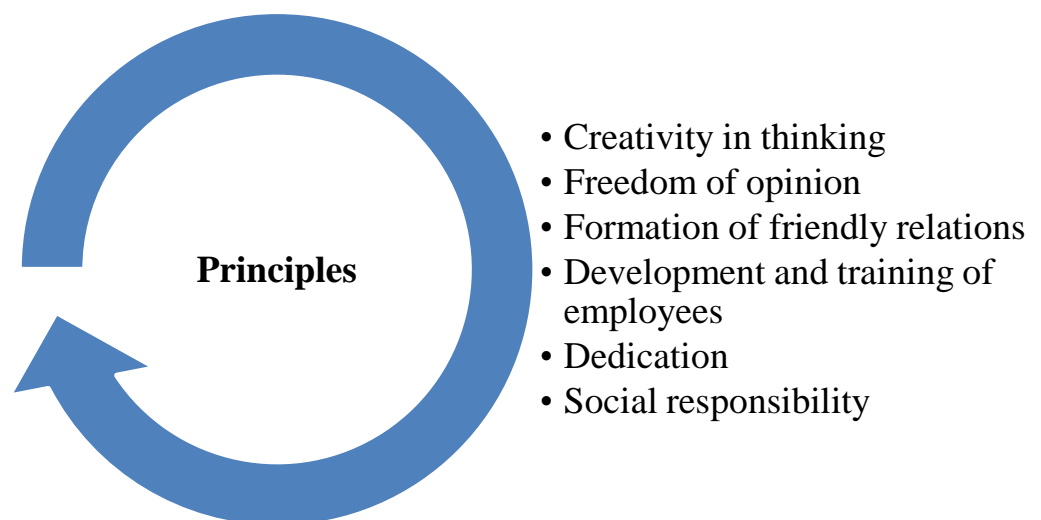 Principles
• Creativity in thinking
• Freedom of opinion
• Formation of friendly relations
• Development and training of
employees
• Dedication
• Social responsibility